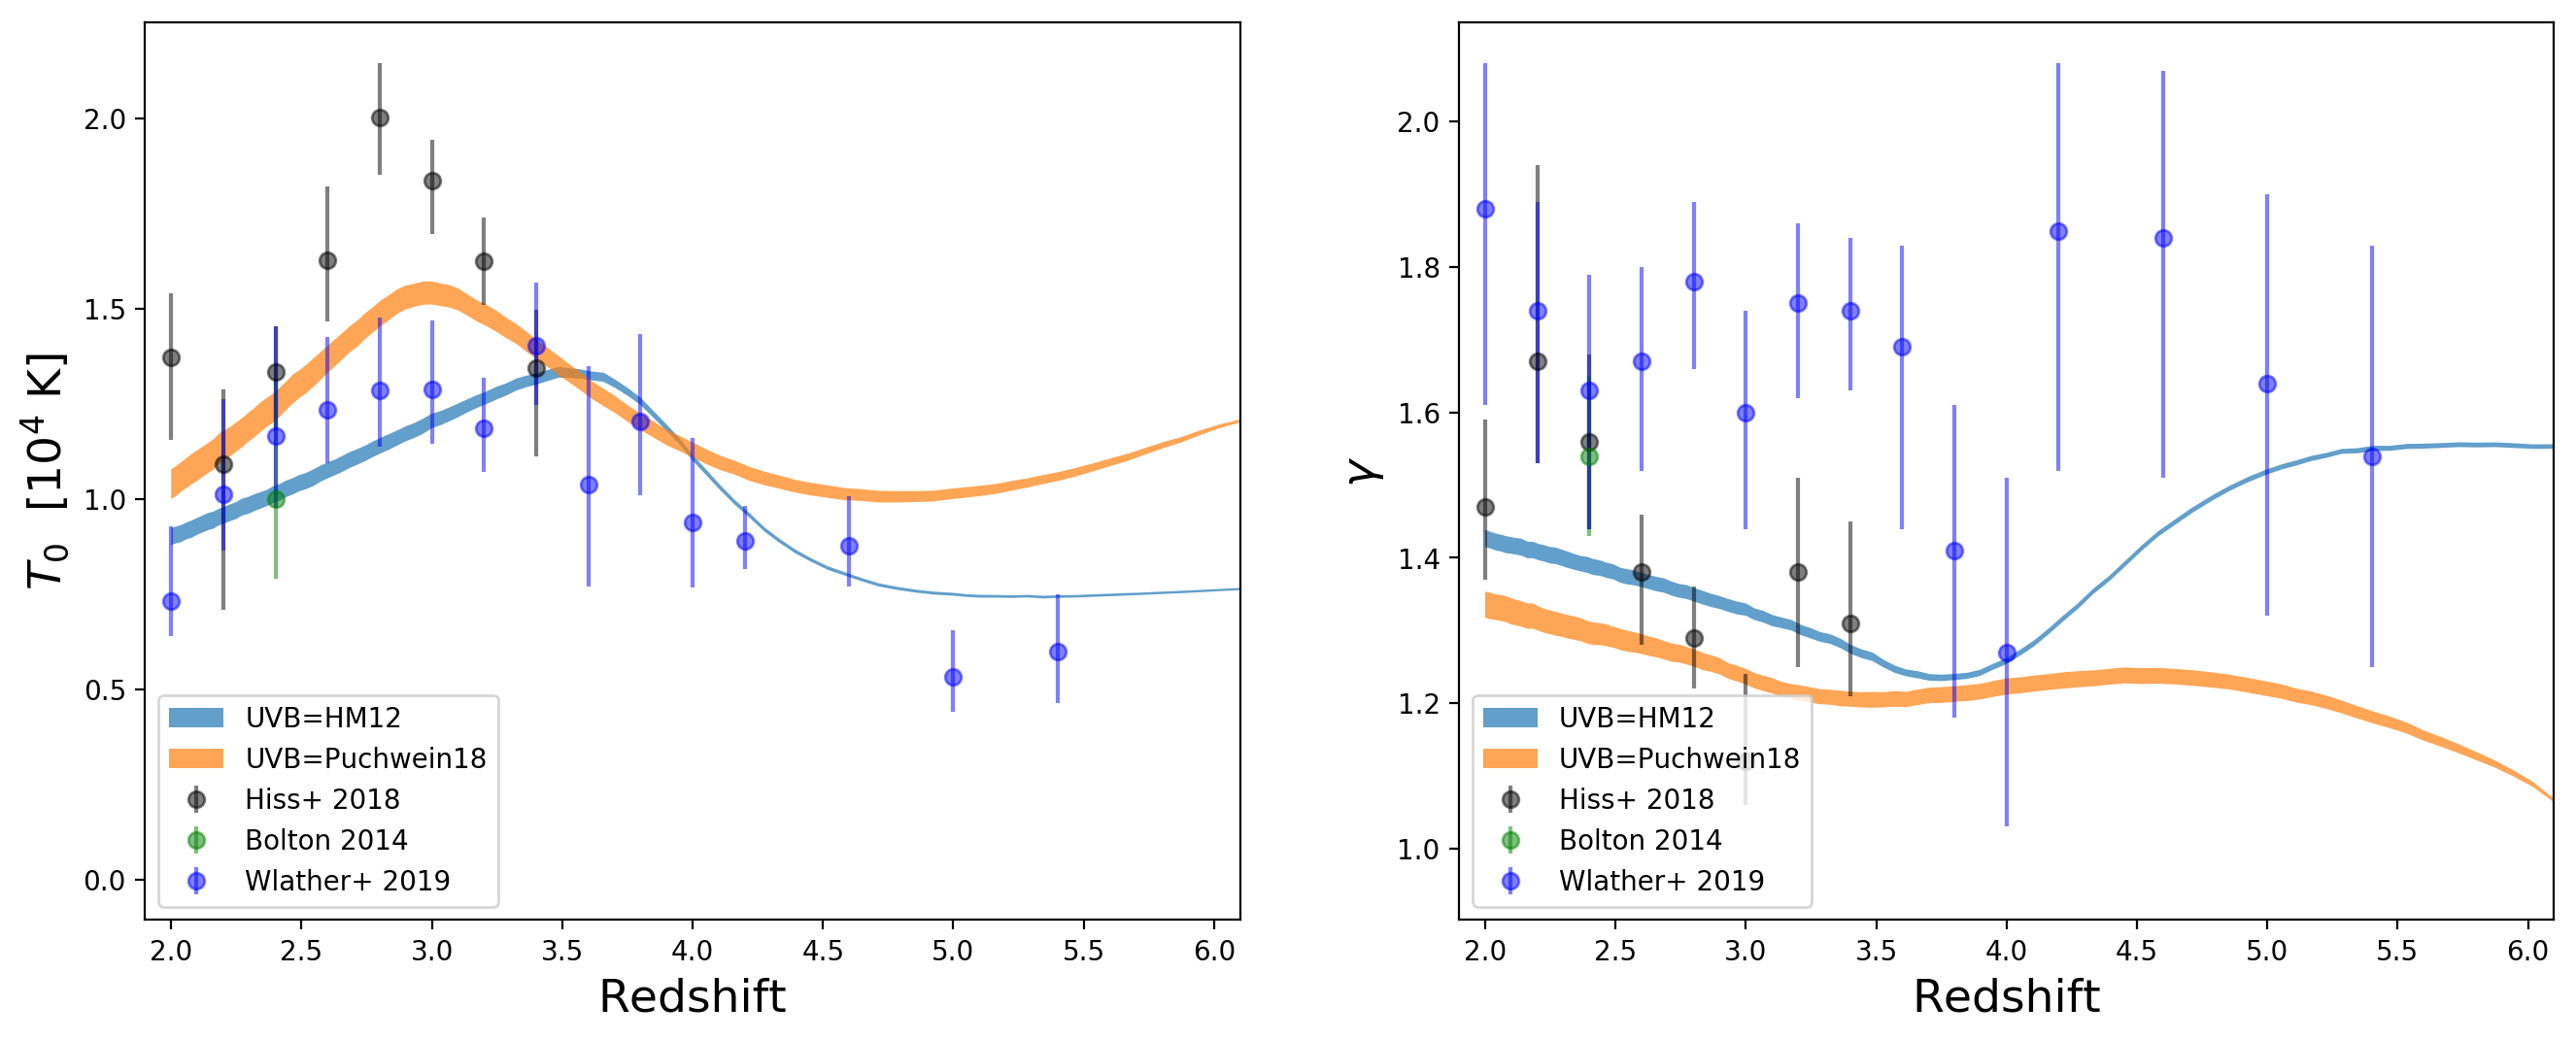 2.0
1.5
1.0
0.5
0.0
T₀ [10⁴ K]
UVB=HM12
UVB=Puchwein18
Hiss+ 2018
Bolton 2014
Wlather+ 2019
2.0 2.5 3.0 3.5 4.0 4.5 5.0 5.5 6.0
Redshift
2.0
1.8
1.6
1.4
1.2
1.0
γ
UVB=HM12
UVB=Puchwein18
Hiss+ 2018
Bolton 2014
Wlather+ 2019
2.0 2.5 3.0 3.5 4.0 4.5 5.0 5.5 6.0
Redshift